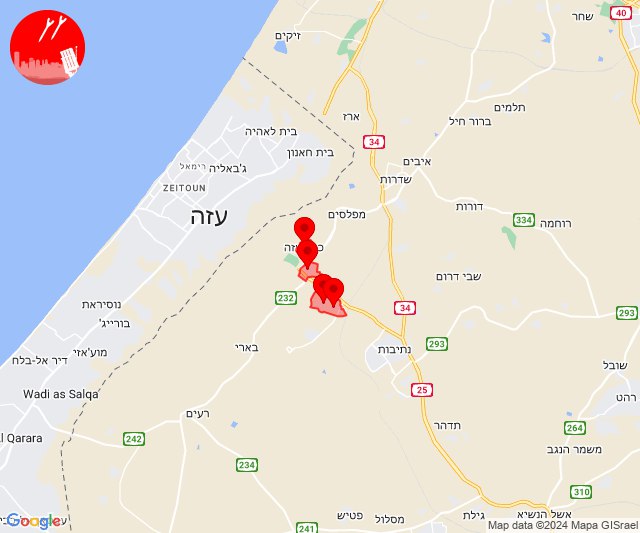 שחר
40
זיקים
תלמים
ארז
ברור חיל
בית לאהיה
34
בית חאנון
איבים
ג'באליה
רימאל
שדרות
ZEITOUN
דורות
עזה
מפלסים
334
רוחמה
שבי דרום
232
נוסיראת
34
293
בורייג'
293
בארי
נתיבות
מוע'אזי
דיר אל-בלח
שובל
25
Wadi as Salqa
רהט
רעים
תדהר
264
Al Qarara
242
משמר הנגב
234
310
פטיש
גילת
אשל הנשיא
מסלול
241
Google
Map data ©2024 Mapa GISrael